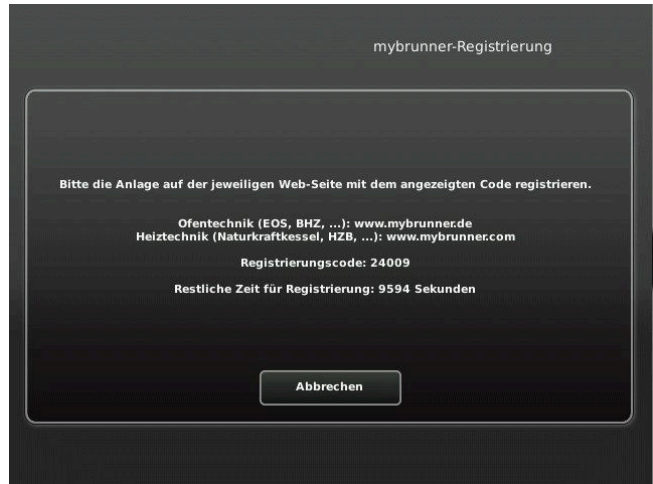 mybrunner-Registrierung
Bitte die Anlage auf der jeweiligen Web-Seite mit dem angezeigten Code registrieren.
Ofentechnik (EOS, BHZ, ...): www.mybrunner.de
Heiztechnik (Naturkraftkessel, HZB, ...): www.mybrunner.com
Registrierungscode: 24009
Restliche Zeit für Registrierung: 9594 Sekunden
Abbrechen